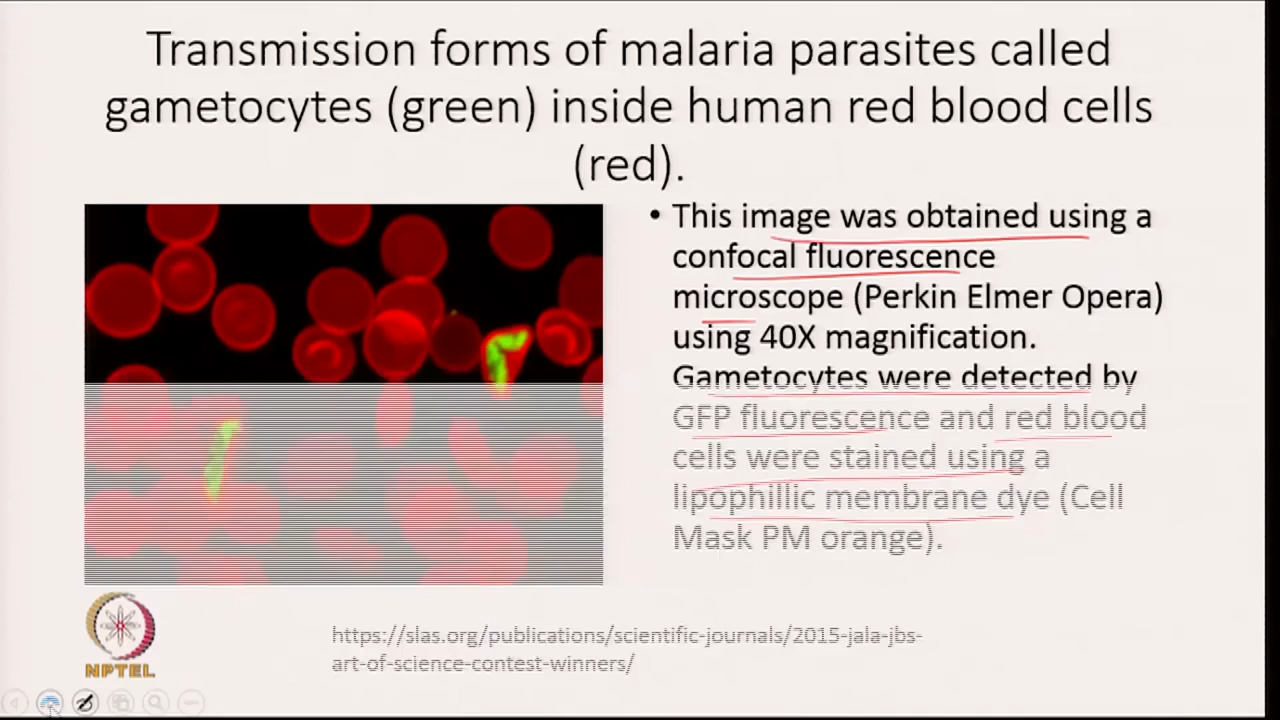 Transmission forms of malaria parasites called
gametocytes (green) inside human red blood cells
(red).
• This image was obtained using a
confocal fluorescence
microscope (Perkin Elmer Opera)
using 40X magnification.
Gametocytes were detected by
GFP fluorescence and red blood
cells were stained using a
lipophillic membrane dye (Cell
Mask PM orange).
NPTEL
https://slas.org/publications/scientific-journals/2015-jala-jbs-
art-of-science-contest-winners/